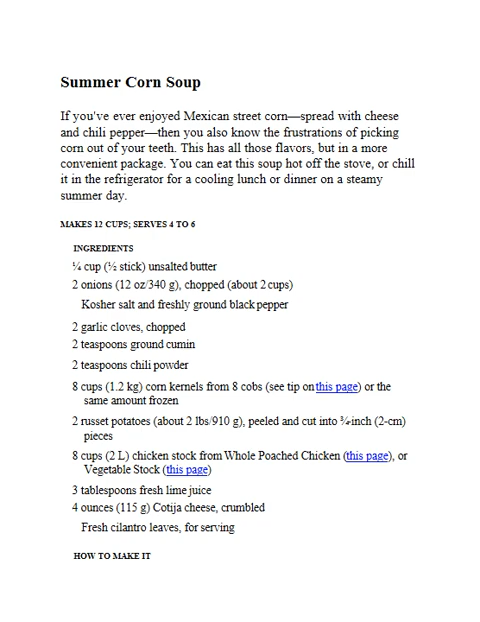 Summer Corn Soup
If you've ever enjoyed Mexican street corn—spread with cheese
and chili pepper—then you also know the frustrations of picking
corn out of your teeth. This has all those flavors, but in a more
convenient package. You can eat this soup hot off the stove, or chill
it in the refrigerator for a cooling lunch or dinner on a steamy
summer day.
MAKES 12 CUPS; SERVES 4 TO 6
INGREDIENTS
¼ cup (½ stick) unsalted butter
2 onions (12 oz/340 g), chopped (about 2 cups)
Kosher salt and freshly ground black pepper
2 garlic cloves, chopped
2 teaspoons ground cumin
2 teaspoons chili powder
8 cups (1.2 kg) corn kernels from 8 cobs (see tip on this page) or the
same amount frozen
2 russet potatoes (about 2 lbs/910 g), peeled and cut into ¾-inch (2-cm)
pieces
8 cups (2 L) chicken stock from Whole Poached Chicken (this page), or
Vegetable Stock (this page)
3 tablespoons fresh lime juice
4 ounces (115 g) Cotija cheese, crumbled
Fresh cilantro leaves, for serving
HOW TO MAKE IT